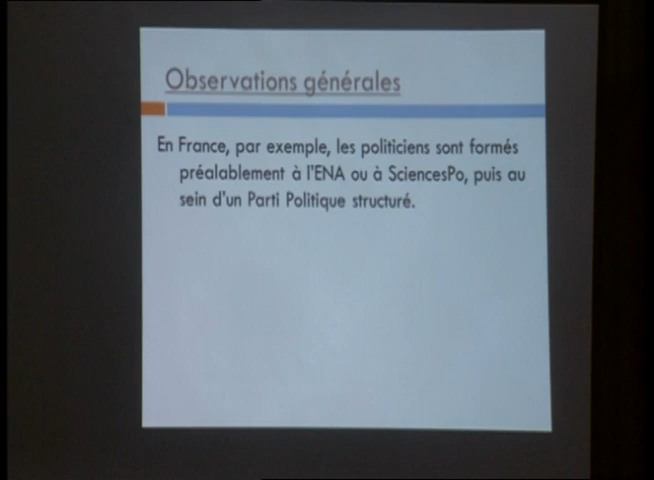 Observations générales
En France, par exemple, les politiciens sont formés
préalablement à l'ENA ou à SciencesPo, puis au
sein d'un Parti Politique structuré.